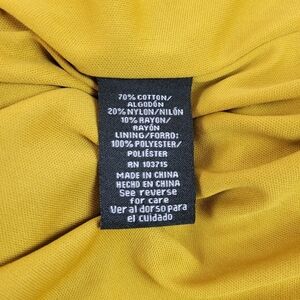 70% COTTON/
ALGODÓN
20% NYLON/NILÓN
10% RAYON/
RAYÓN
LINING/FORRO:
100% POLYESTER/
POLIÉSTER
RN 103715
MADE IN CHINA
HECHO EN CHINA
See reverse
for care
Ver al dorso para
el cuidado